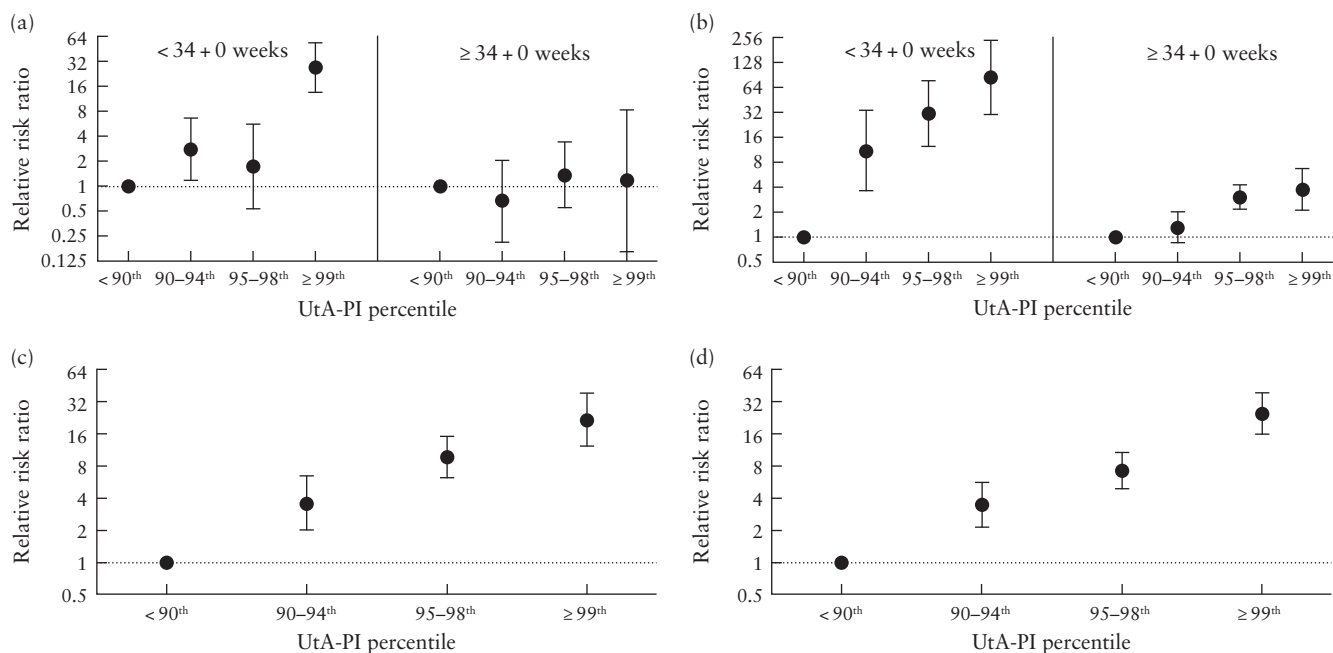 (a)
Relative risk ratio
64
32
16
8
4
2
1
0.5
0.25
0.125
< 34 + 0 weeks
≥ 34 + 0 weeks
< 90th 90–94th 95–98th ≥ 99th < 90th 90–94th 95–98th ≥ 99th
UtA-PI percentile
(b)
Relative risk ratio
256
128
64
32
16
8
4
2
1
0.5
< 34 + 0 weeks
≥ 34 + 0 weeks
< 90th 90–94th 95–98th ≥ 99th < 90th 90–94th 95–98th ≥ 99th
UtA-PI percentile
(c)
Relative risk ratio
64
32
16
8
4
2
1
0.5
< 90th 90–94th 95–98th ≥ 99th
UtA-PI percentile
(d)
Relative risk ratio
64
32
16
8
4
2
1
0.5
< 90th 90–94th 95–98th ≥ 99th
UtA-PI percentile